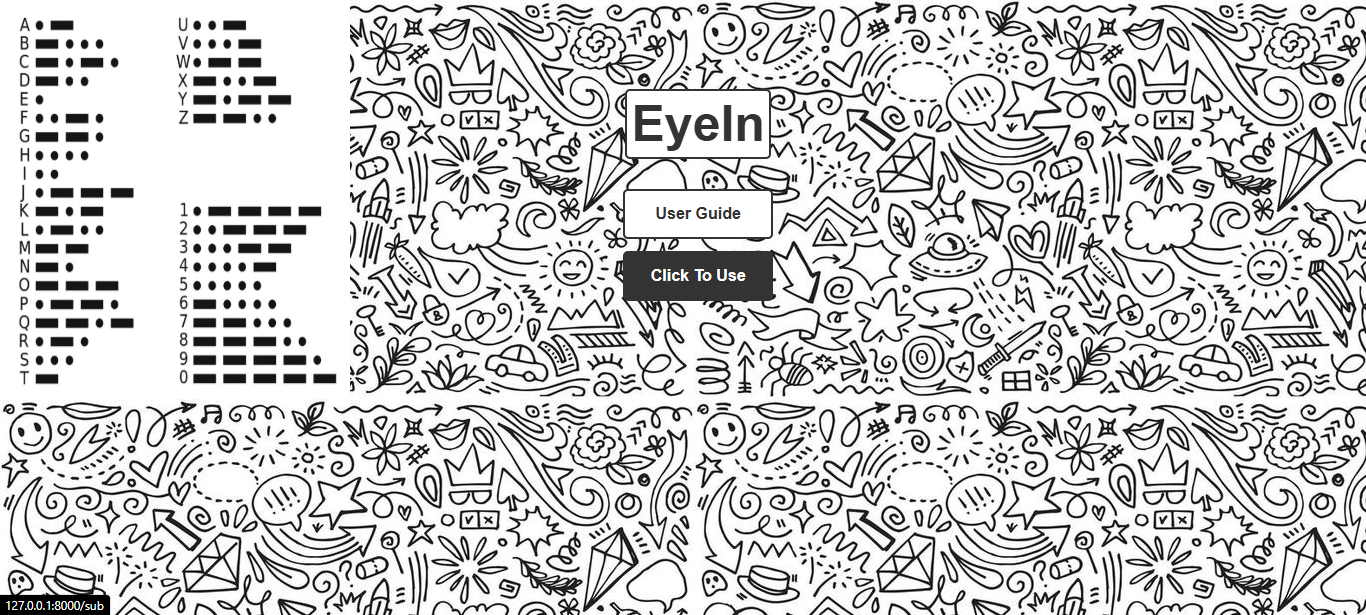 A
B
C
D
E
F
G
H
I
J
K
L
M
N
O
P
Q
R
S
T
U
V
W
X
Y
Z
1
2
3
4
5
6
7
8
9
0
EyeIn
User Guide
Click To Use
127.0.0.1:8000/sub